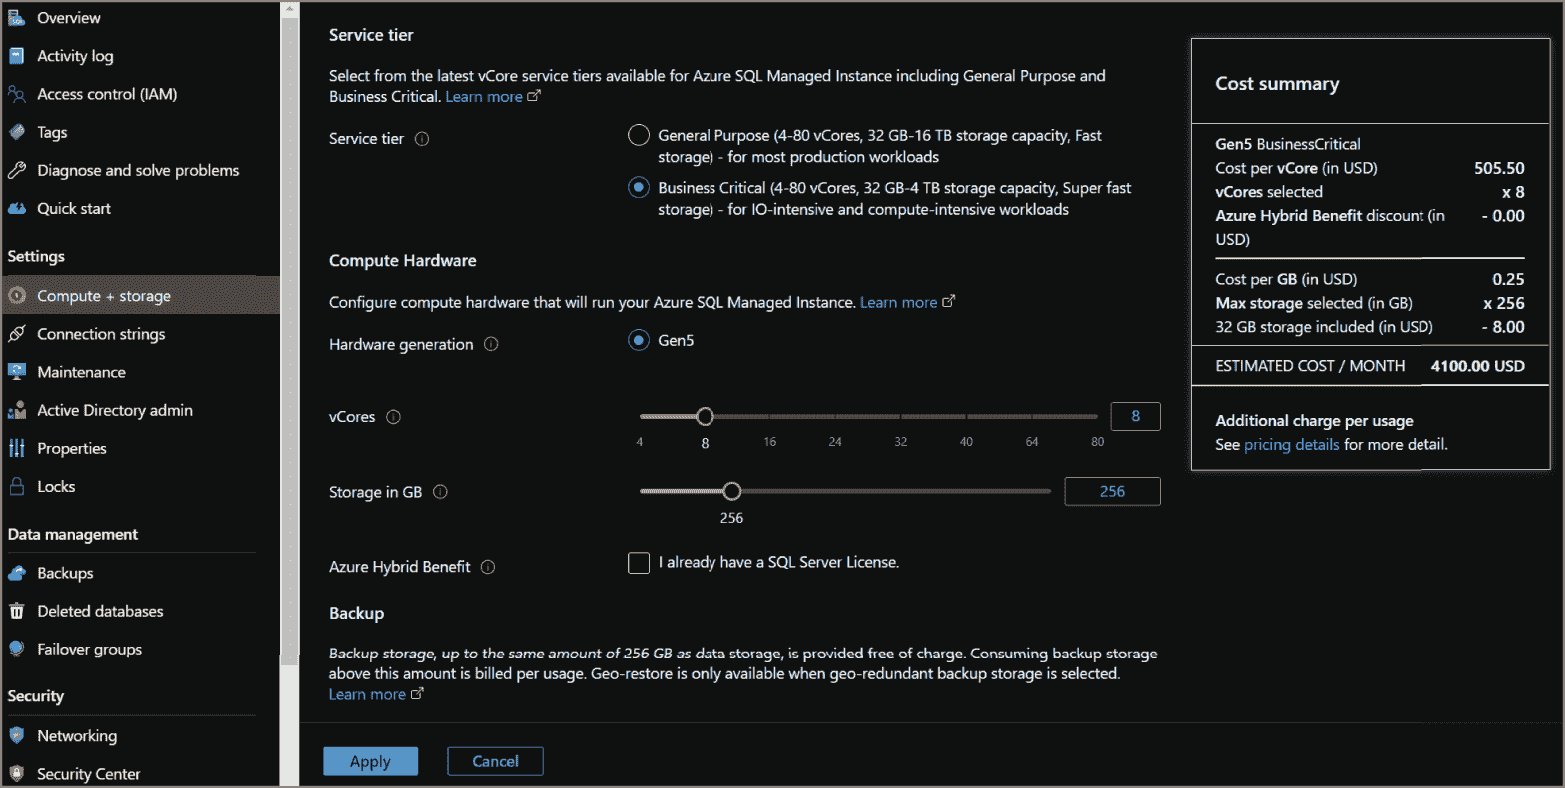 Overview
Activity log
Access control (IAM)
Tags
Diagnose and solve problems
Quick start
Settings
Compute + storage
Connection strings
Maintenance
Active Directory admin
Properties
Locks
Data management
Backups
Deleted databases
Failover groups
Security
Networking
Security Center
Service tier
Select from the latest vCore service tiers available for Azure SQL Managed Instance including General Purpose and
Business Critical. Learn more
Service tier
General Purpose (4-80 vCores, 32 GB-16 TB storage capacity, Fast
storage) - for most production workloads
Business Critical (4-80 vCores, 32 GB-4 TB storage capacity, Super fast
storage) - for IO-intensive and compute-intensive workloads
Compute Hardware
Configure compute hardware that will run your Azure SQL Managed Instance. Learn more
Hardware generation
Gen5
vCores
8
4 8 16 24 32 40 64 80
Storage in GB
256
256
Azure Hybrid Benefit
I already have a SQL Server License.
Backup
Backup storage, up to the same amount of 256 GB as data storage, is provided free of charge. Consuming backup storage
above this amount is billed per usage. Geo-restore is only available when geo-redundant backup storage is selected.
Learn more
Apply
Cancel
Cost summary
Gen5 BusinessCritical
Cost per vCore (in USD) 505.50
vCores selected x 8
Azure Hybrid Benefit discount (in - 0.00
USD)
Cost per GB (in USD) 0.25
Max storage selected (in GB) x 256
32 GB storage included (in USD) - 8.00
ESTIMATED COST / MONTH 4100.00 USD
Additional charge per usage
See pricing details for more detail.